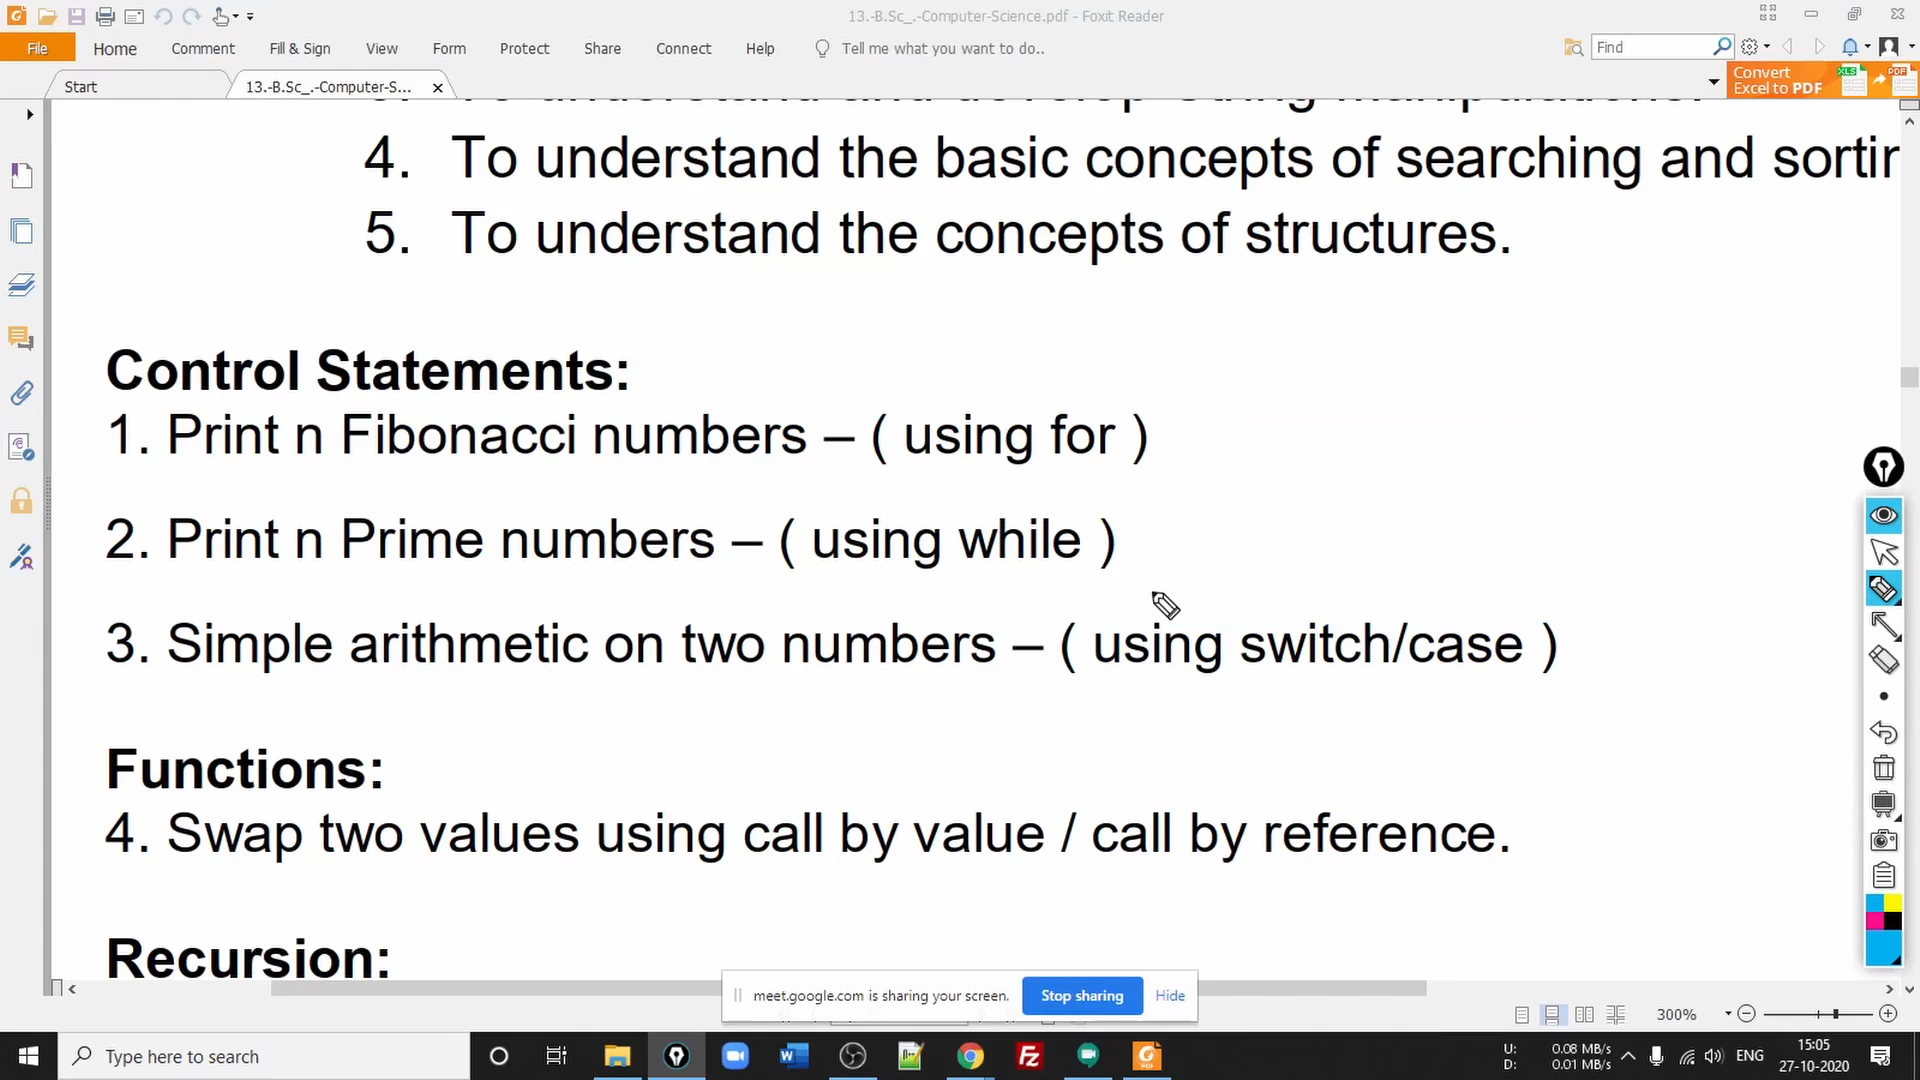 13.-B.Sc_.-Computer-Science.pdf - Foxit Reader
File Home Comment Fill & Sign View Form Protect Share Connect Help Tell me what you want to do.. Find
Start 13.-B.Sc_.-Computer-S...
Convert Excel to PDF
XLS PDF
4. To understand the basic concepts of searching and sortin
5. To understand the concepts of structures.
Control Statements:
1. Print n Fibonacci numbers – ( using for )
2. Print n Prime numbers – ( using while )
3. Simple arithmetic on two numbers – ( using switch/case )
Functions:
4. Swap two values using call by value / call by reference.
Recursion:
meet.google.com is sharing your screen. Stop sharing Hide
300%
Type here to search
U: 0.08 MB/s
D: 0.01 MB/s
ENG
15:05
27-10-2020